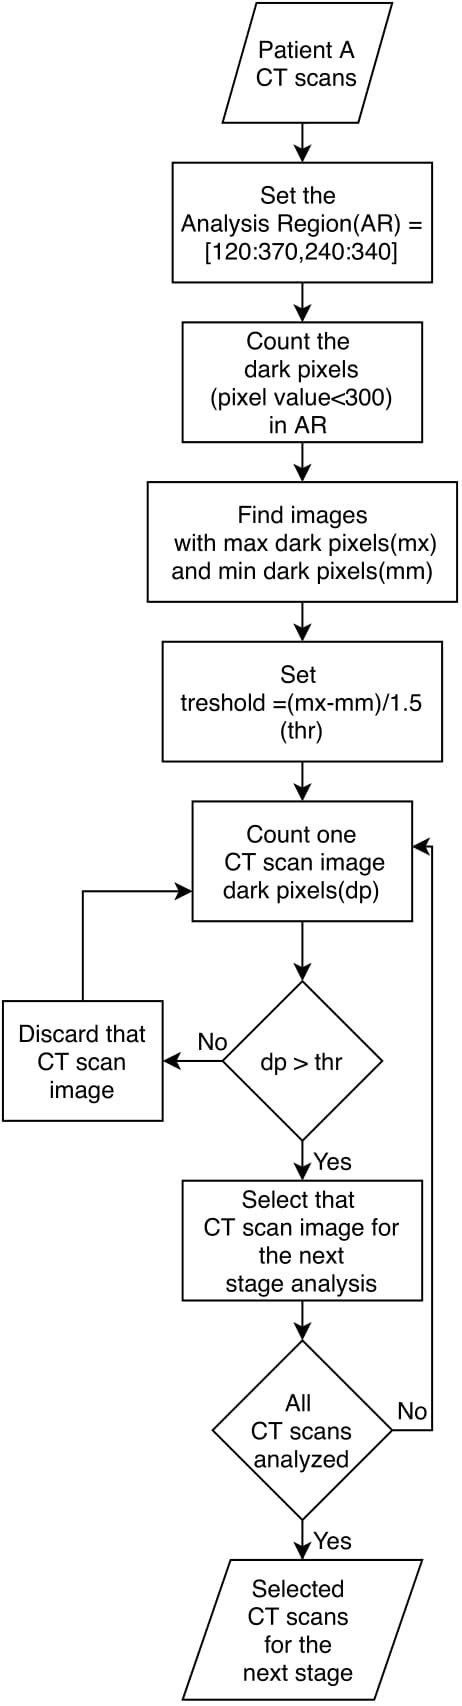 Patient A
CT scans
Set the
Analysis Region(AR) =
[120:370,240:340]
Count the
dark pixels
(pixel value<300)
in AR
Find images
with max dark pixels(mx)
and min dark pixels(mm)
Set
treshold =(mx-mm)/1.5
(thr)
Count one
CT scan image
dark pixels(dp)
dp > thr
No
Discard that
CT scan
image
Yes
Select that
CT scan image for
the next
stage analysis
All
CT scans
analyzed
No
Yes
Selected
CT scans
for the
next stage